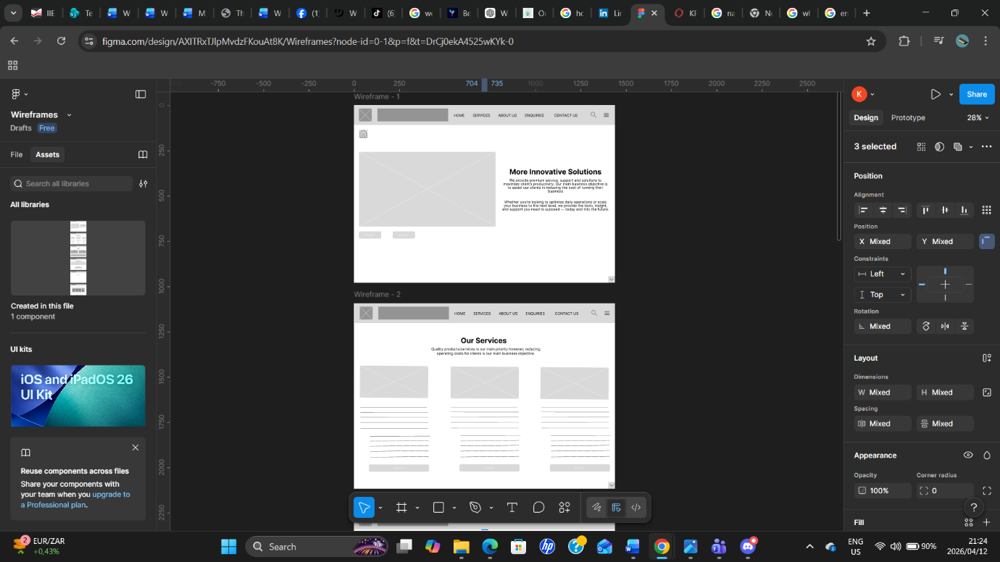 IIE
Te
W
W
M
Th
W
(1)
W
(6
we
Be
W
O
ho
Lin
KF
na
Ne
wl
en
figma.com/design/AXITRxTJlpMvdzFKouAt8K/Wireframes?node-id=0-1&p=f&t=DrCj0ekA4525wKYk-0
-750
-500
-250
0
250
704
735
1000
1250
1500
1750
2000
2250
2500
0
250
500
750
1000
1250
1500
1750
2000
2250
Wireframes
Drafts
Free
File
Assets
Search all libraries
All libraries
Created in this file
1 component
UI kits
iOS and iPadOS 26
UI Kit
Reuse components across files
Share your components with
your team when you upgrade to
a Professional plan.
Wireframe - 1
HOME SERVICES ABOUT US ENQUIRIES CONTACT US
More Innovative Solutions
We provide premium service, support and solutions to
maximize client's productivity. Our main business objective is
to assist our clients in reducing the cost of running their
business
Whether you're looking to optimize daily operations or scale
your business to the next level, we provide the tools, insight,
and support you need to succeed — today and into the future.
Wireframe - 2
HOME SERVICES ABOUT US ENQUIRIES CONTACT US
Our Services
Quality products/services is our main priority however, reducing
operating costs for clients is our main business objective.
K
Share
Design
Prototype
28%
3 selected
Position
Alignment
Position
X Mixed
Y Mixed
Constraints
Left
Top
Rotation
Mixed
Layout
Dimensions
W Mixed
H Mixed
Spacing
Mixed
Mixed
Appearance
Opacity
Corner radius
100%
0
Fill
?
2
EUR/ZAR
+0,43%
Search
ENG
US
90%
21:24
2026/04/12